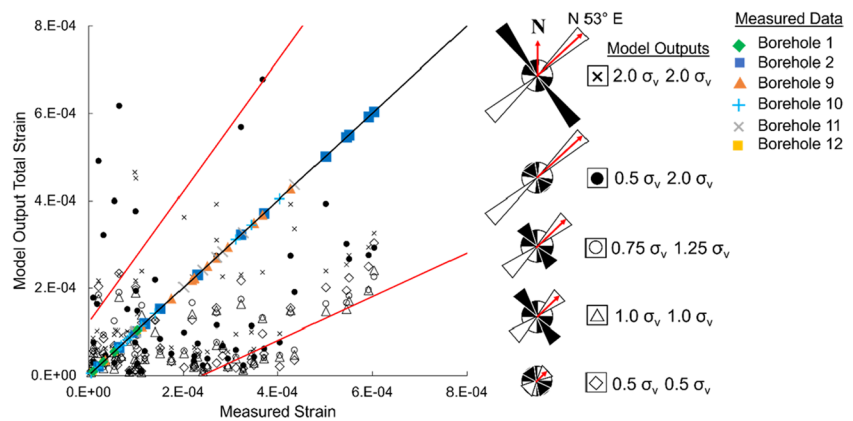 8.E-04
6.E-04
4.E-04
2.E-04
0.E+00
Model Output Total Strain
0.E+00 2.E-04 4.E-04 6.E-04 8.E-04
Measured Strain
N
N 53° E
Model Outputs
2.0 σv 2.0 σv
0.5 σv 2.0 σv
0.75 σv 1.25 σv
1.0 σv 1.0 σv
0.5 σv 0.5 σv
Measured Data
Borehole 1
Borehole 2
Borehole 9
Borehole 10
Borehole 11
Borehole 12